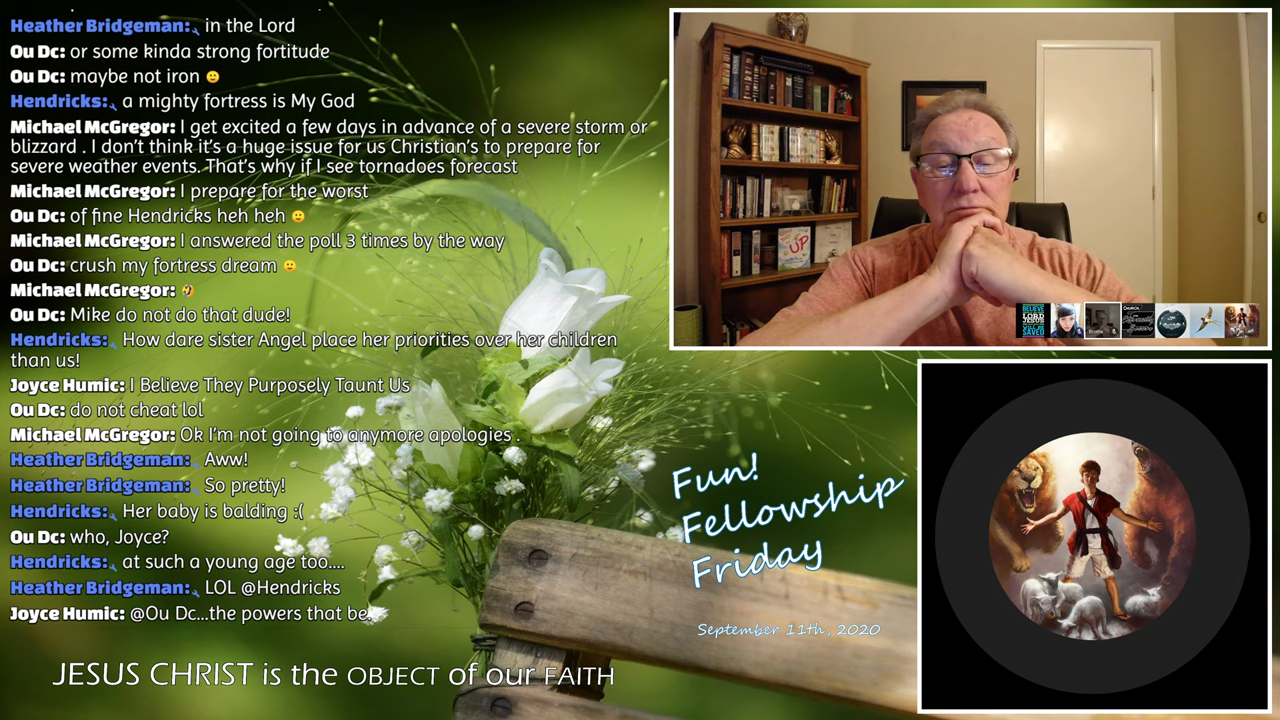 Heather Bridgeman: in the Lord
Ou Dc: or some kinda strong fortitude
Ou Dc: maybe not iron 🙂
Hendricks: a mighty fortress is My God
Michael McGregor: I get excited a few days in advance of a severe storm or
blizzard . I don't think it's a huge issue for us Christian's to prepare for
severe weather events. That's why if I see tornadoes forecast
Michael McGregor: I prepare for the worst
Ou Dc: of fine Hendricks heh heh 🙂
Michael McGregor: I answered the poll 3 times by the way
Ou Dc: crush my fortress dream 🙂
Michael McGregor: 🤣
Ou Dc: Mike do not do that dude!
Hendricks: How dare sister Angel place her priorities over her children
than us!
Joyce Humic: I Believe They Purposely Taunt Us
Ou Dc: do not cheat lol
Michael McGregor: Ok I'm not going to anymore apologies .
Heather Bridgeman: Aww!
Heather Bridgeman: So pretty!
Hendricks: Her baby is balding :(
Ou Dc: who, Joyce?
Hendricks: at such a young age too....
Heather Bridgeman: LOL @Hendricks
Joyce Humic: @Ou Dc...the powers that be.
JESUS CHRIST is the OBJECT of our FAITH
Fun!
Fellowship
Friday
September 11th, 2020
UP
BELIEVE
LORD
JESUS
SAVED
CHURCH